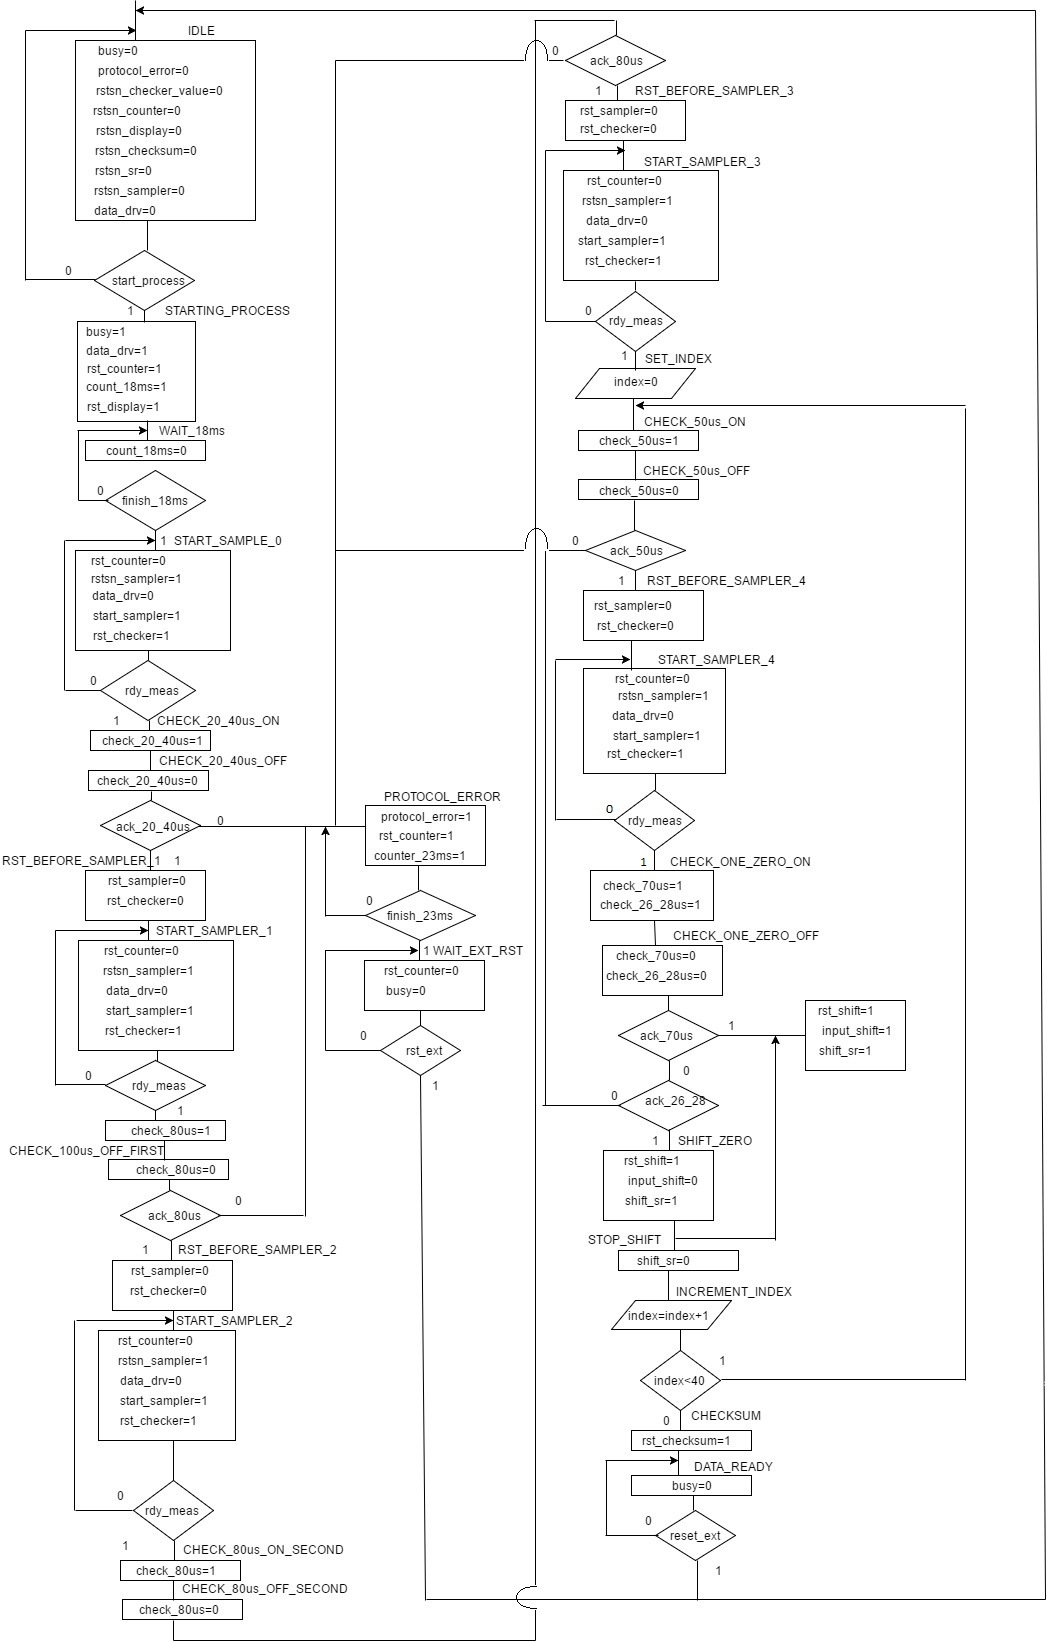 IDLE
busy=0
protocol_error=0
rstsn_checker_value=0
rstsn_counter=0
rstsn_display=0
rstsn_checksum=0
rstsn_sr=0
rstsn_sampler=0
data_drv=0
0
start_process
1
STARTING_PROCESS
busy=1
data_drv=1
rst_counter=1
count_18ms=1
rst_display=1
WAIT_18ms
count_18ms=0
0
finish_18ms
1
START_SAMPLE_0
rst_counter=0
rstsn_sampler=1
data_drv=0
start_sampler=1
rst_checker=1
0
rdy_meas
1
CHECK_20_40us_ON
check_20_40us=1
CHECK_20_40us_OFF
check_20_40us=0
ack_20_40us
0
RST_BEFORE_SAMPLER_1
1
rst_sampler=0
rst_checker=0
START_SAMPLER_1
rst_counter=0
rstsn_sampler=1
data_drv=0
start_sampler=1
rst_checker=1
0
rdy_meas
1
check_80us=1
CHECK_100us_OFF_FIRST
check_80us=0
0
ack_80us
1
RST_BEFORE_SAMPLER_2
rst_sampler=0
rst_checker=0
START_SAMPLER_2
rst_counter=0
rstsn_sampler=1
data_drv=0
start_sampler=1
rst_checker=1
0
rdy_meas
1
CHECK_80us_ON_SECOND
check_80us=1
CHECK_80us_OFF_SECOND
check_80us=0
PROTOCOL_ERROR
protocol_error=1
rst_counter=1
counter_23ms=1
0
finish_23ms
1 WAIT_EXT_RST
rst_counter=0
busy=0
0
rst_ext
1
0
ack_80us
1
RST_BEFORE_SAMPLER_3
rst_sampler=0
rst_checker=0
START_SAMPLER_3
rst_counter=0
rstsn_sampler=1
data_drv=0
start_sampler=1
rst_checker=1
0
rdy_meas
1
SET_INDEX
index=0
CHECK_50us_ON
check_50us=1
CHECK_50us_OFF
check_50us=0
0
ack_50us
1
RST_BEFORE_SAMPLER_4
rst_sampler=0
rst_checker=0
START_SAMPLER_4
rst_counter=0
rstsn_sampler=1
data_drv=0
start_sampler=1
rst_checker=1
0
rdy_meas
1
CHECK_ONE_ZERO_ON
check_70us=1
check_26_28us=1
CHECK_ONE_ZERO_OFF
check_70us=0
check_26_28us=0
ack_70us
1
rst_shift=1
input_shift=1
shift_sr=1
0
0
ack_26_28
1
SHIFT_ZERO
rst_shift=1
input_shift=0
shift_sr=1
STOP_SHIFT
shift_sr=0
INCREMENT_INDEX
index=index+1
1
index<40
0
CHECKSUM
rst_checksum=1
DATA_READY
busy=0
0
reset_ext
1